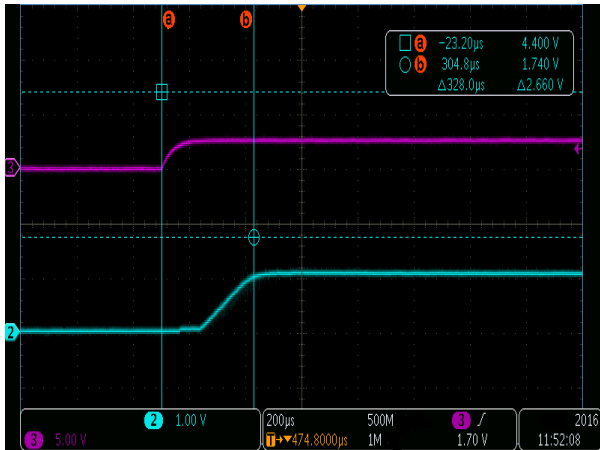 a b
a -23.20µs 4.400 V
b 304.8µs 1.740 V
Δ328.0µs Δ2.660 V
3
2
2 1.00 V
3 5.00 V
200µs 500M
T→▼474.8000µs 1M
3 ∫ 1.70 V
2016
11:52:08